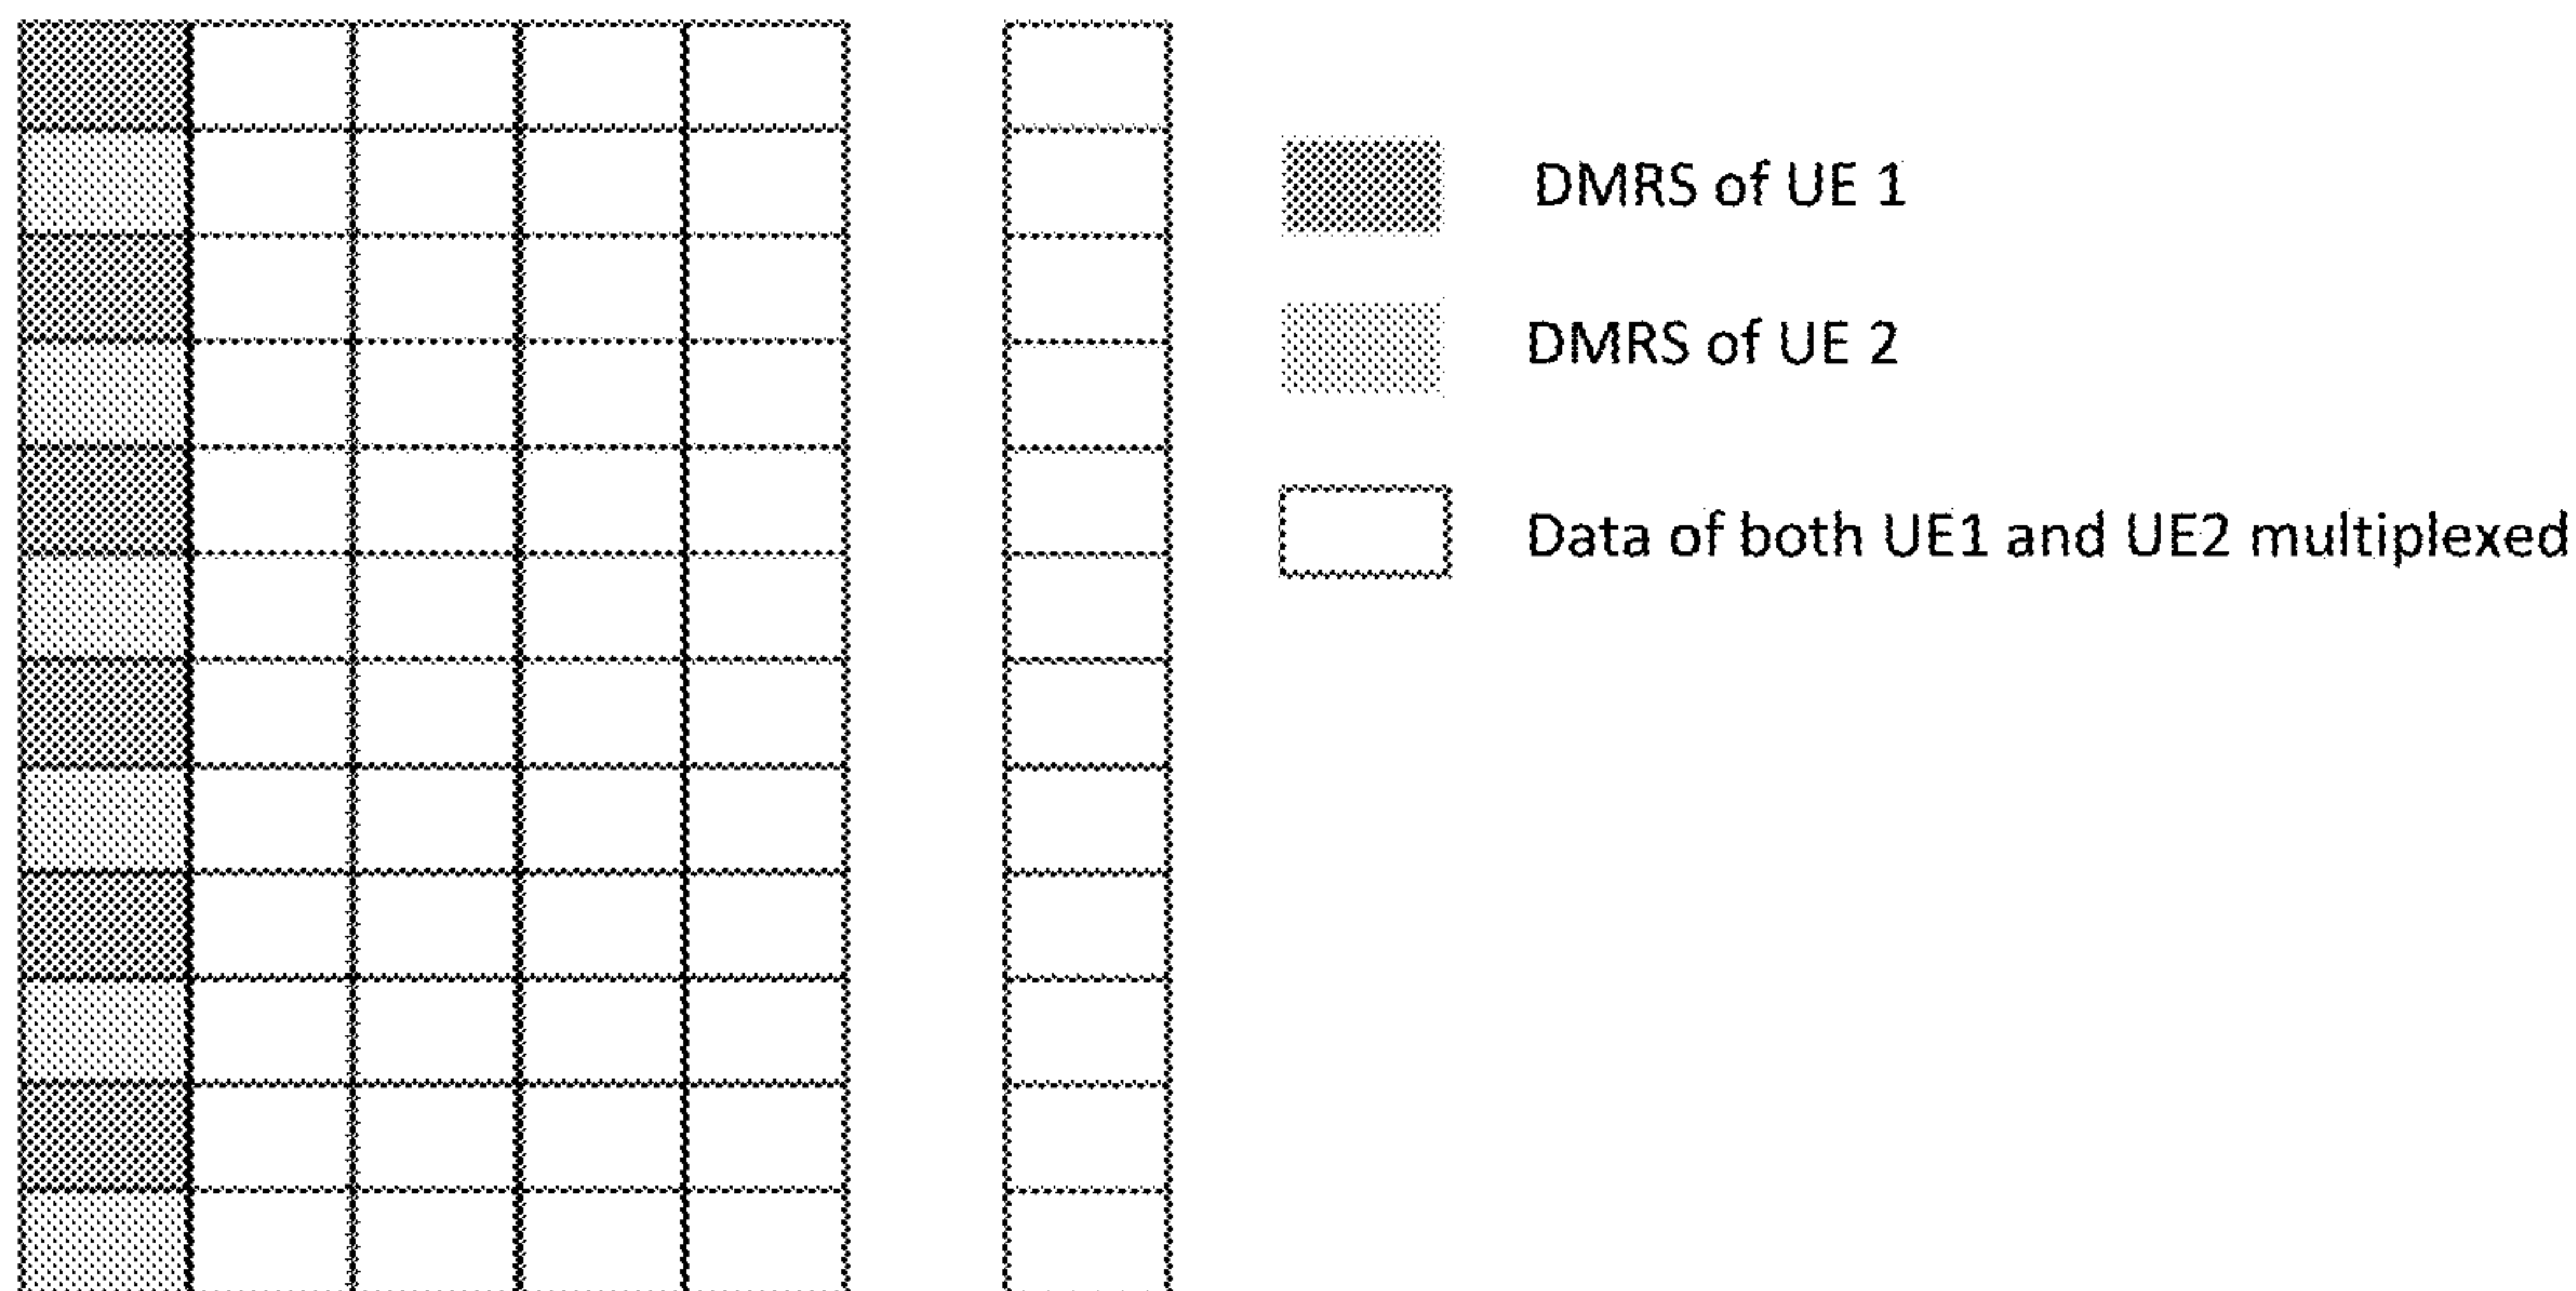 DMRS of UE 1
DMRS of UE 2
Data of both UE1 and UE2 multiplexed